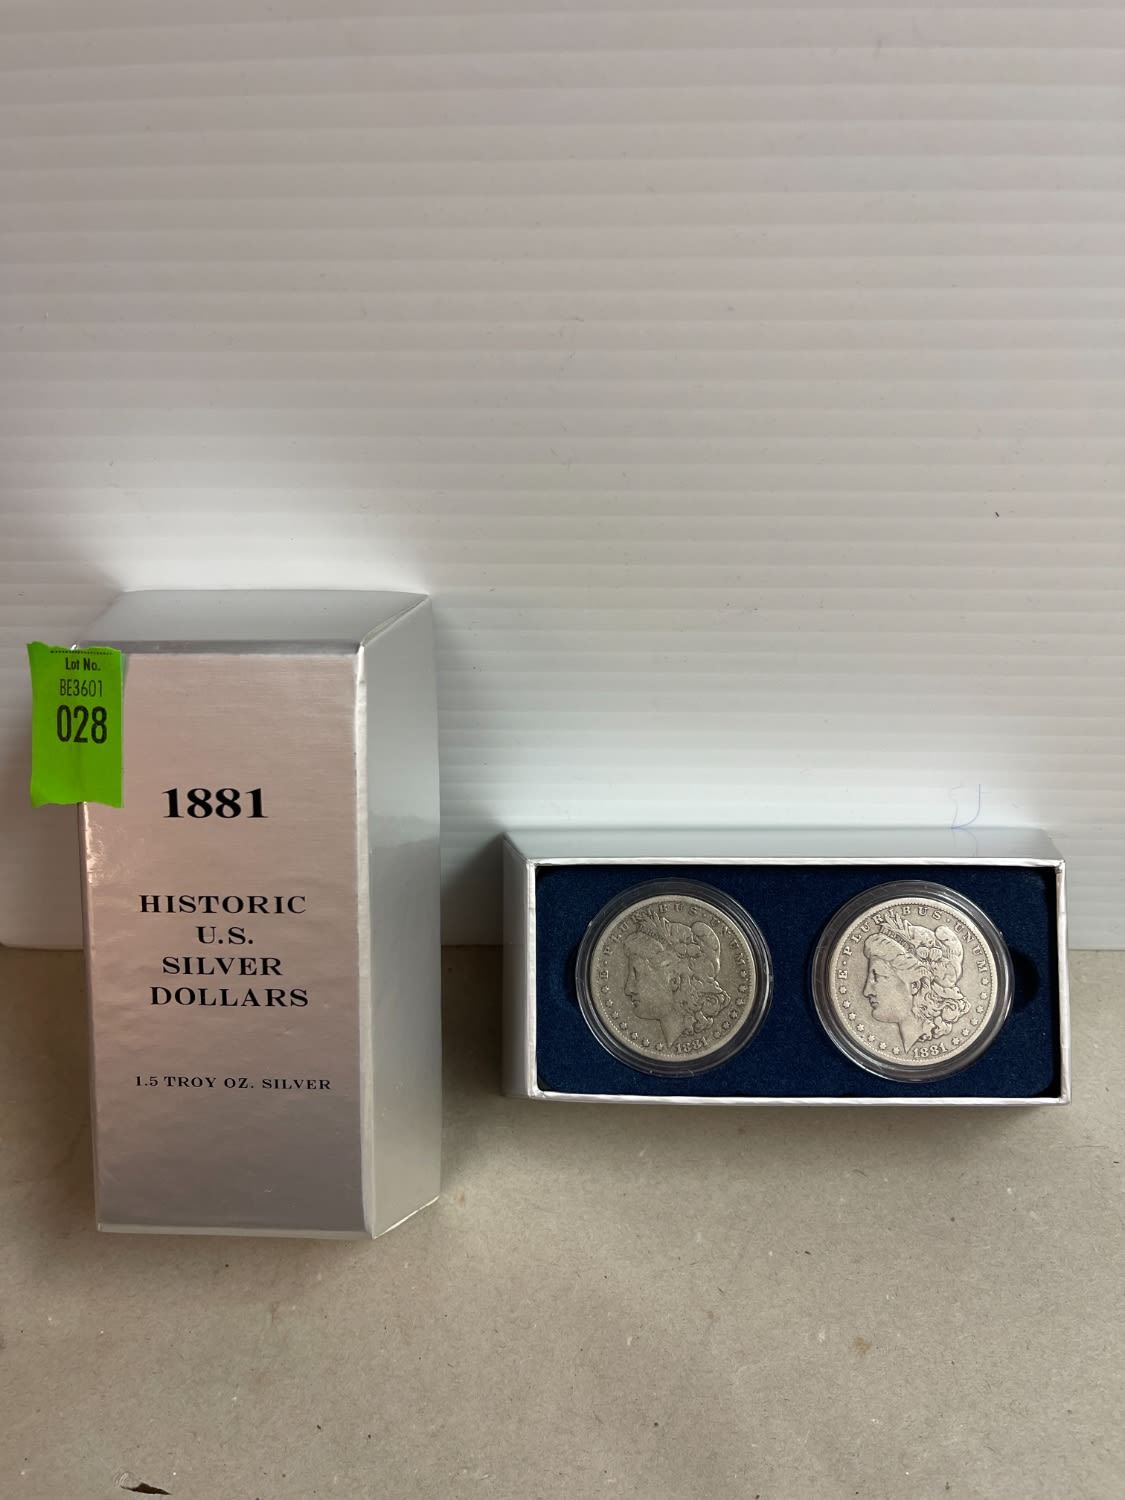 Lot No.
BE3601
028
1881
HISTORIC
U.S.
SILVER
DOLLARS
1.5 TROY OZ. SILVER
E·PLURIBUS·UNUM
1881
E·PLURIBUS·UNUM
1881